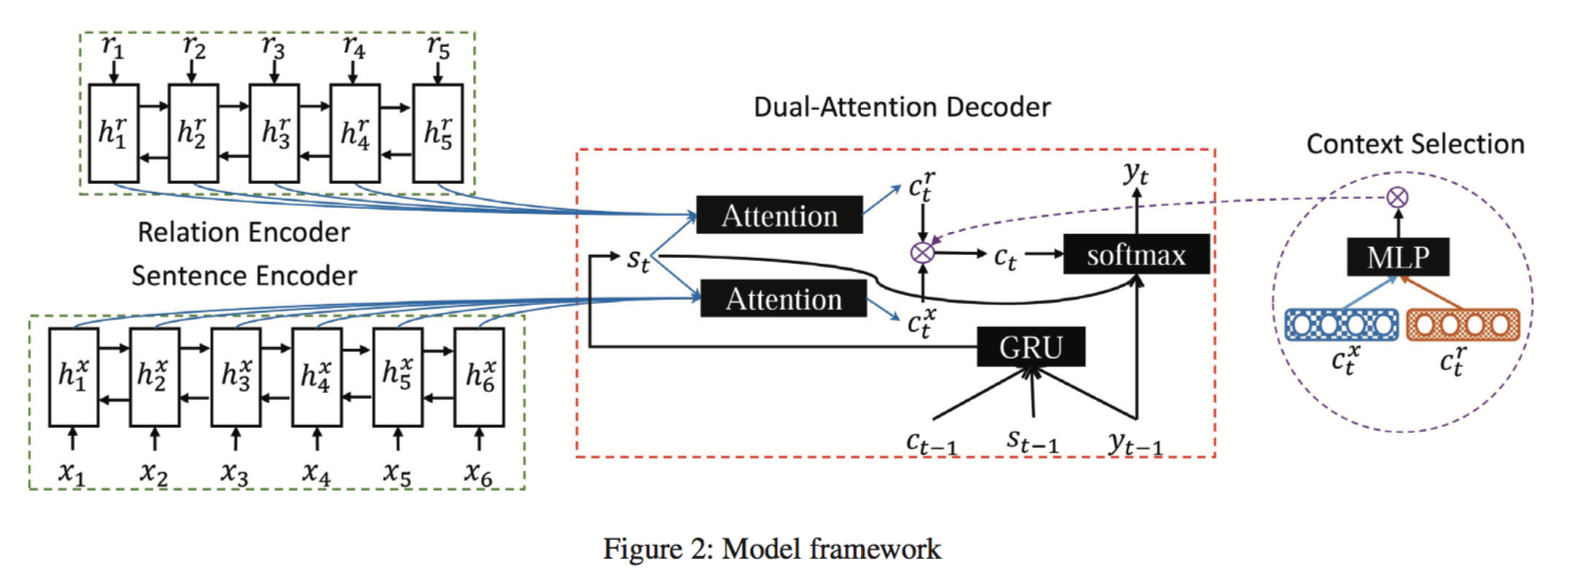 r_1 r_2 r_3 r_4 r_5
h_1^r h_2^r h_3^r h_4^r h_5^r
Relation Encoder
Sentence Encoder
h_1^x h_2^x h_3^x h_4^x h_5^x h_6^x
x_1 x_2 x_3 x_4 x_5 x_6
Dual-Attention Decoder
Attention
c_t^r
y_t
s_t
c_t
softmax
Attention
c_t^x
GRU
c_{t-1} s_{t-1} y_{t-1}
Context Selection
MLP
c_t^x c_t^r
Figure 2: Model framework